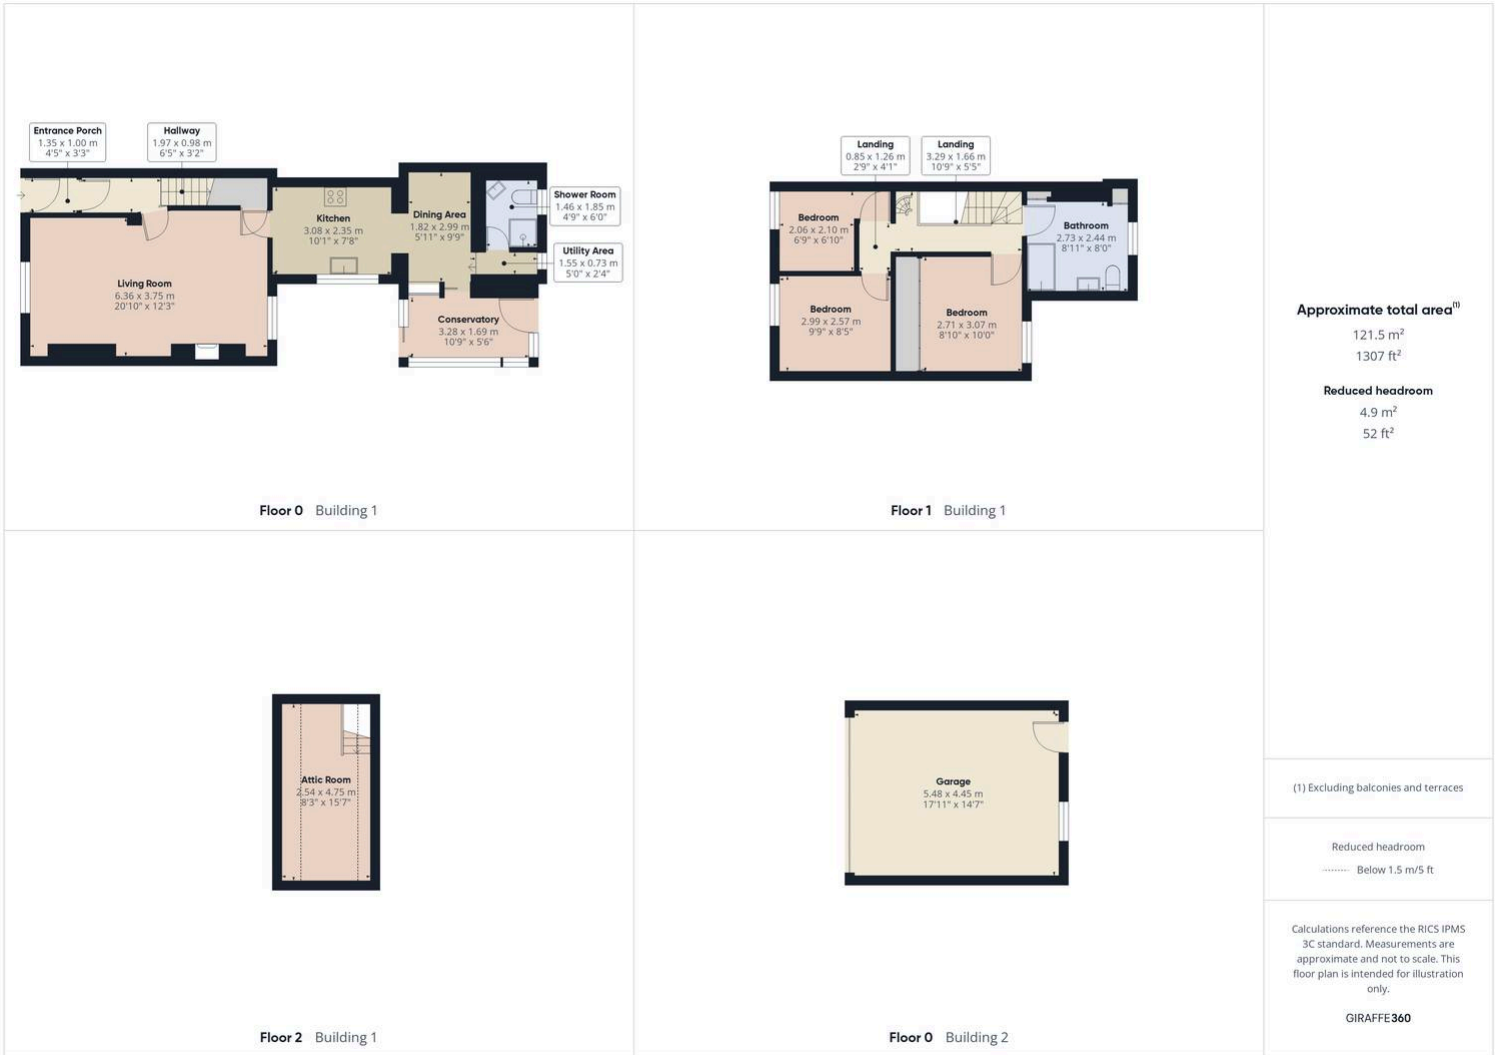 Entrance Porch
1.35 x 1.00 m
4'5" x 3'3"
Hallway
1.97 x 0.98 m
6'5" x 3'2"
Kitchen
3.08 x 2.35 m
10'1" x 7'8"
Dining Area
1.82 x 2.99 m
5'11" x 9'9"
Shower Room
1.46 x 1.85 m
4'9" x 6'0"
Utility Area
1.55 x 0.73 m
5'0" x 2'4"
Living Room
6.36 x 3.75 m
20'10" x 12'3"
Conservatory
3.28 x 1.69 m
10'9" x 5'6"
Floor 0 Building 1
Landing
0.85 x 1.26 m
2'9" x 4'1"
Landing
3.29 x 1.66 m
10'9" x 5'5"
Bedroom
2.06 x 2.10 m
6'9" x 6'10"
Bathroom
2.73 x 2.44 m
8'11" x 8'0"
Bedroom
2.99 x 2.57 m
9'9" x 8'5"
Bedroom
2.71 x 3.07 m
8'10" x 10'0"
Floor 1 Building 1
Attic Room
2.54 x 4.75 m
8'3" x 15'7"
Floor 2 Building 1
Garage
5.48 x 4.45 m
17'11" x 14'7"
Floor 0 Building 2
Approximate total area(1)
121.5 m²
1307 ft²
Reduced headroom
4.9 m²
52 ft²
(1) Excluding balconies and terraces
Reduced headroom
Below 1.5 m/5 ft
Calculations reference the RICS IPMS
3C standard. Measurements are
approximate and not to scale. This
floor plan is intended for illustration
only.
GIRAFFE360